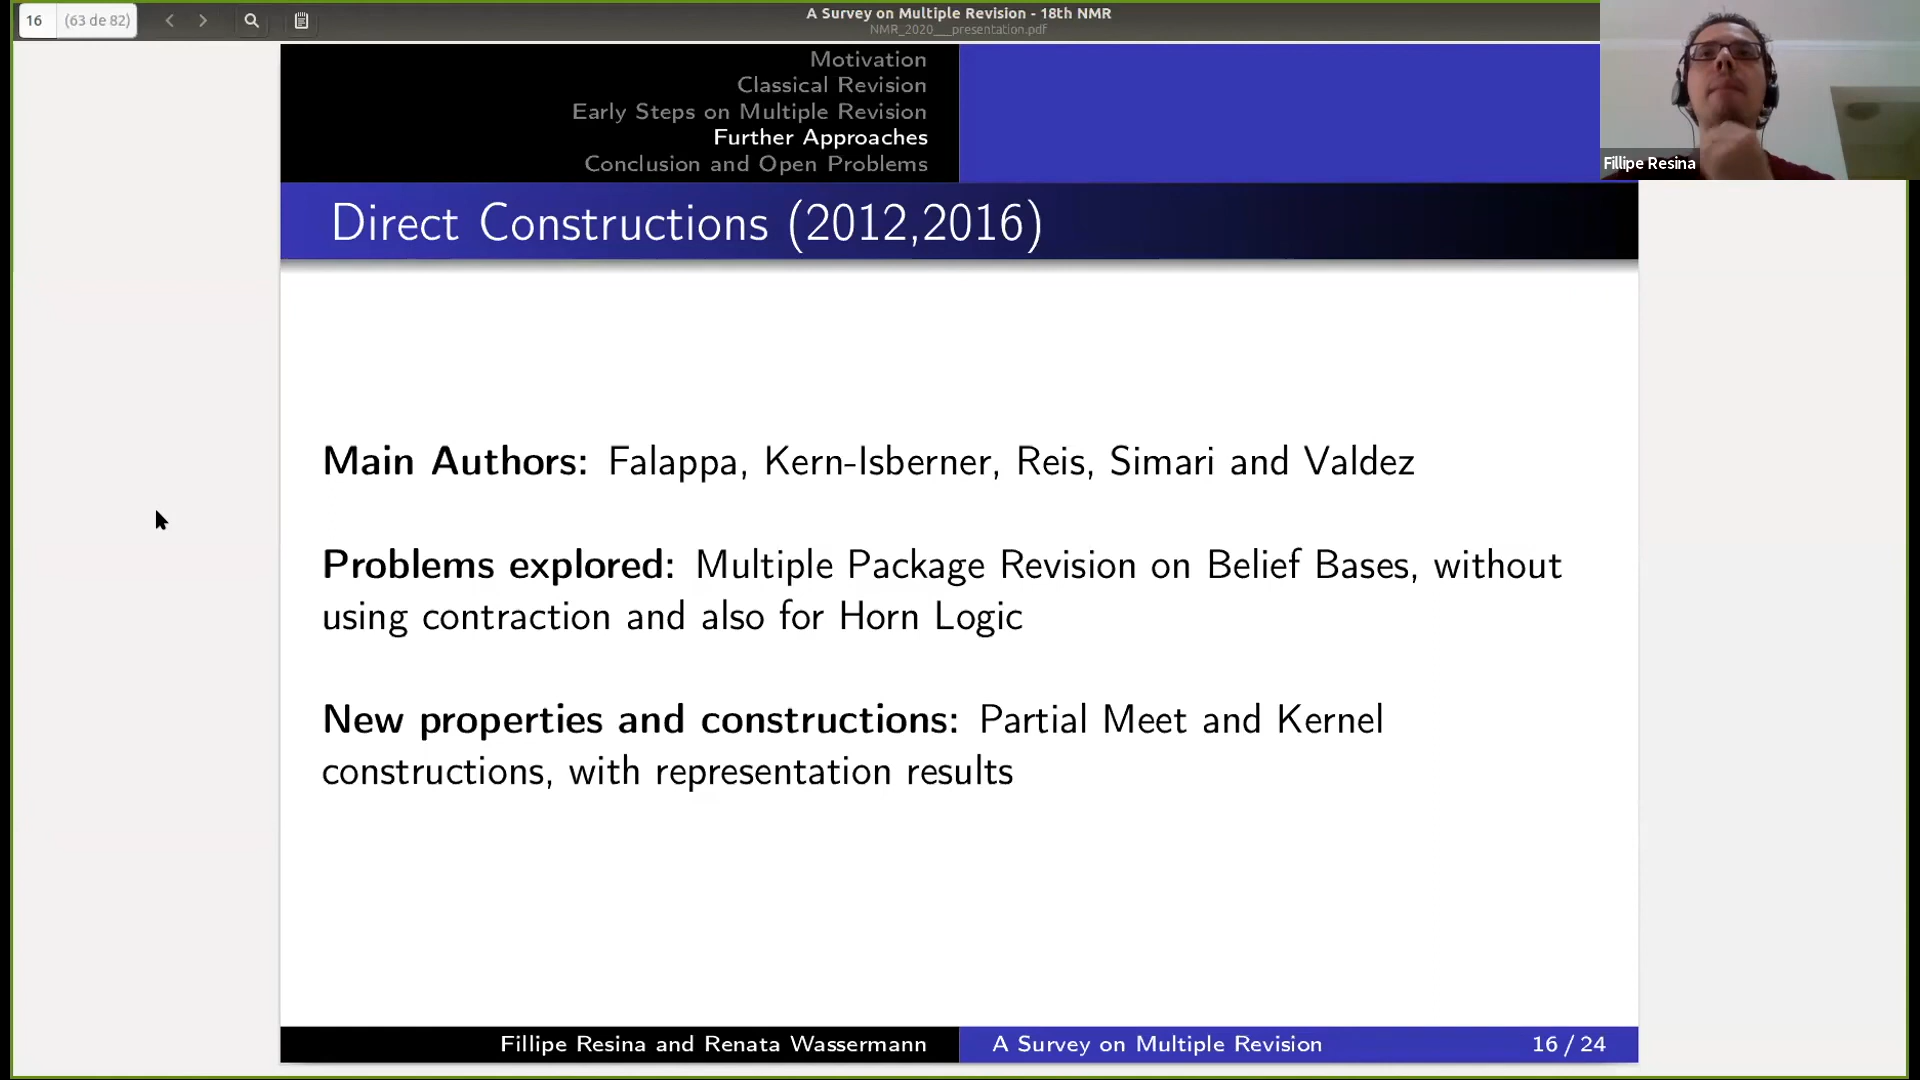 16 (63 de 82)
A Survey on Multiple Revision - 18th NMR
NMR_2020___presentation.pdf
Motivation
Classical Revision
Early Steps on Multiple Revision
Further Approaches
Conclusion and Open Problems
Fillipe Resina
Direct Constructions (2012,2016)
Main Authors: Falappa, Kern-Isberner, Reis, Simari and Valdez
Problems explored: Multiple Package Revision on Belief Bases, without
using contraction and also for Horn Logic
New properties and constructions: Partial Meet and Kernel
constructions, with representation results
Fillipe Resina and Renata Wassermann
A Survey on Multiple Revision
16 / 24